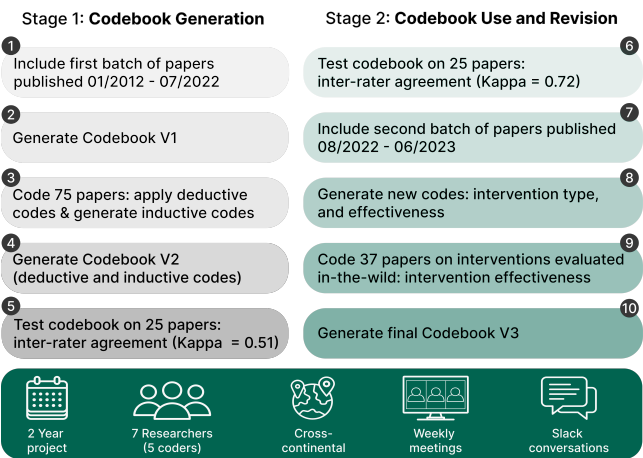 Stage 1: Codebook Generation
1
Include first batch of papers
published 01/2012 - 07/2022
2
Generate Codebook V1
3
Code 75 papers: apply deductive
codes & generate inductive codes
4
Generate Codebook V2
(deductive and inductive codes)
5
Test codebook on 25 papers:
inter-rater agreement (Kappa = 0.51)
Stage 2: Codebook Use and Revision
6
Test codebook on 25 papers:
inter-rater agreement (Kappa = 0.72)
7
Include second batch of papers published
08/2022 - 06/2023
8
Generate new codes: intervention type,
and effectiveness
9
Code 37 papers on interventions evaluated
in-the-wild: intervention effectiveness
10
Generate final Codebook V3
2 Year
project
7 Researchers
(5 coders)
Cross-
continental
Weekly
meetings
Slack
conversations